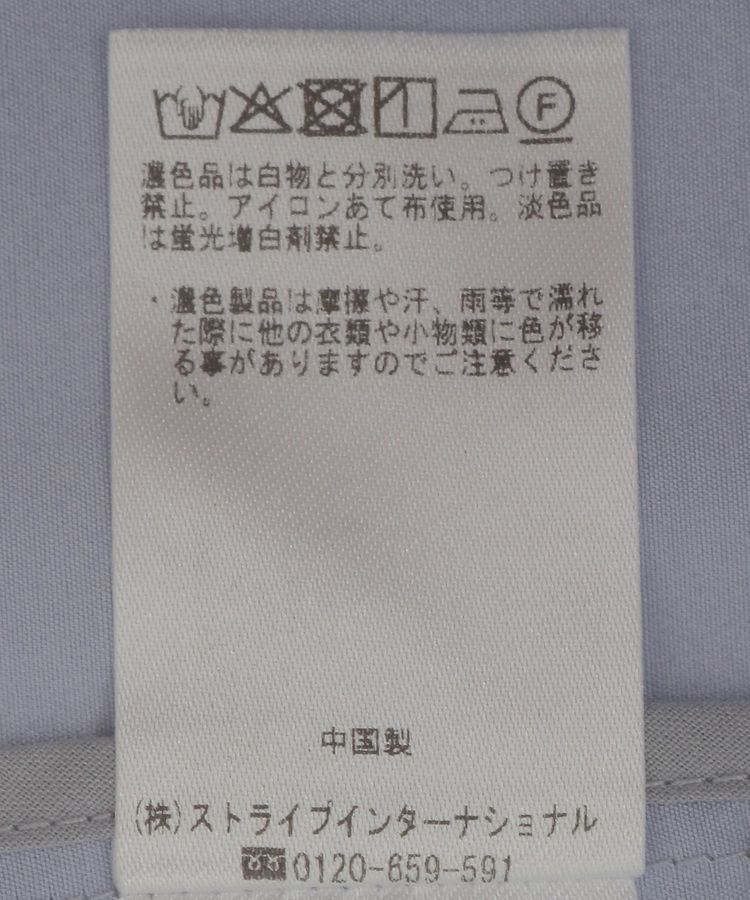 濃色品は白物と分別洗い。つけ置き
禁止。アイロンあて布使用。淡色品
は蛍光増白剤禁止。
・濃色製品は摩擦や汗、雨等で濡れ
た際に他の衣類や小物類に色が移
る事がありますのでご注意くださ
い。
中国製
(株)ストライプインターナショナル
0120-659-591